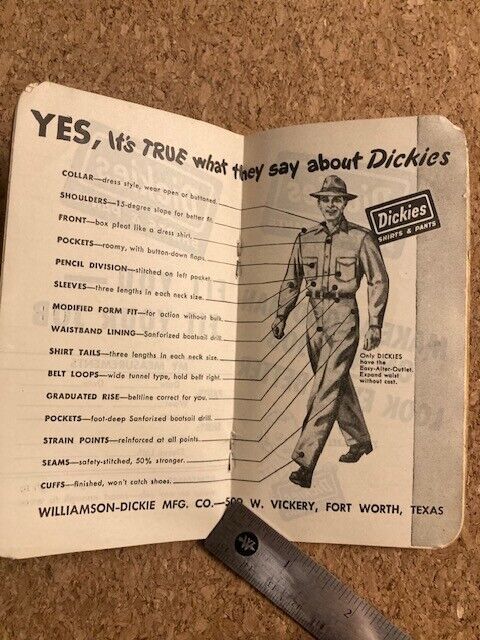 YES, It's TRUE what they say about Dickies
COLLAR—dress style, wear open or buttoned.
SHOULDERS—15-degree slope for better fit.
FRONT—box pleat like a dress shirt.
POCKETS—roomy, with button-down flaps.
PENCIL DIVISION—stitched on left pocket.
SLEEVES—three lengths in each neck size.
MODIFIED FORM FIT—for action without bulk.
WAISTBAND LINING—Sanforized boatsail drill.
SHIRT TAILS—three lengths in each neck size.
BELT LOOPS—wide tunnel type, hold belt right.
GRADUATED RISE—beltline correct for you.
POCKETS—foot-deep Sanforized boatsail drill.
STRAIN POINTS—reinforced at all points.
SEAMS—safety-stitched, 50% stronger.
CUFFS—finished, won't catch shoes.
Dickies
SHIRTS & PANTS
Only DICKIES
have the
Easy-Alter-Outlet.
Expand waist
without cost.
WILLIAMSON-DICKIE MFG. CO.—509 W. VICKERY, FORT WORTH, TEXAS
1
2